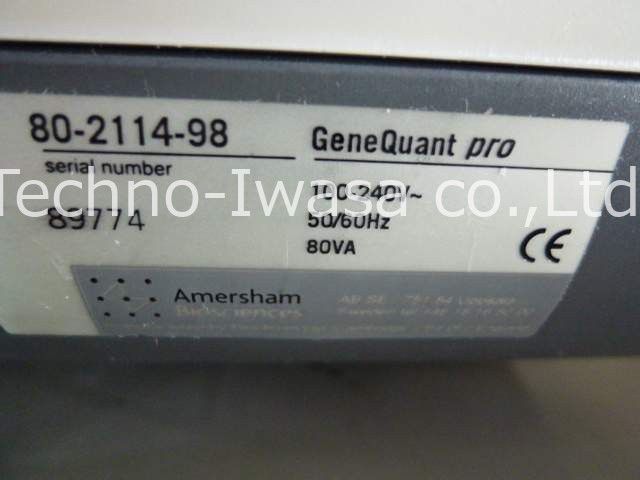 80-2114-98
GeneQuant pro
serial number
89774
100-240V~
50/60Hz
80VA
CE
Techno-Iwasa co.,Ltd
Amersham
Biosciences